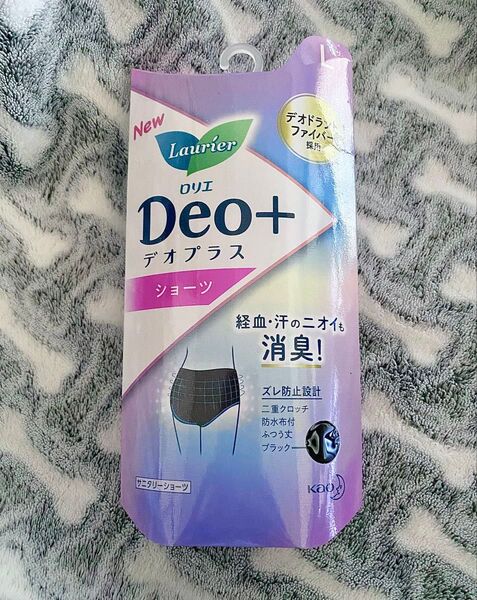 New
Laurier
ロリエ
Deo+
デオプラス
ショーツ
デオドラント
ファイバー
採用
経血・汗のニオイも
消臭!
ズレ防止設計
二重クロッチ
防水布付
ふつう丈
ブラック
サニタリーショーツ
Kao